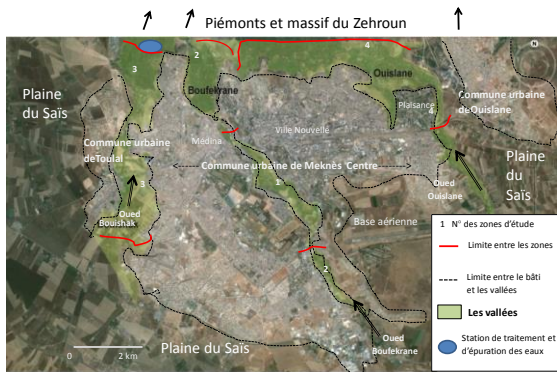 Piémonts et massif du Zehroun
N
3
2
4
Boufekrane
Ouislane
Plaine
du Saïs
Plaisance
4
Commune urbaine
de Ouislane
Commune urbaine
de Toulal
Médina
Ville Nouvelle
Commune urbaine de Meknès Centre
1
3
Oued
Bouishak
Oued
Ouislane
Plaine
du Saïs
Base aérienne
2
Oued
Boufekrane
0
2 km
Plaine du Saïs
1 N° des zones d'étude
Limite entre les zones
Limite entre le bâti
et les vallées
Les vallées
Station de traitement et
d'épuration des eaux